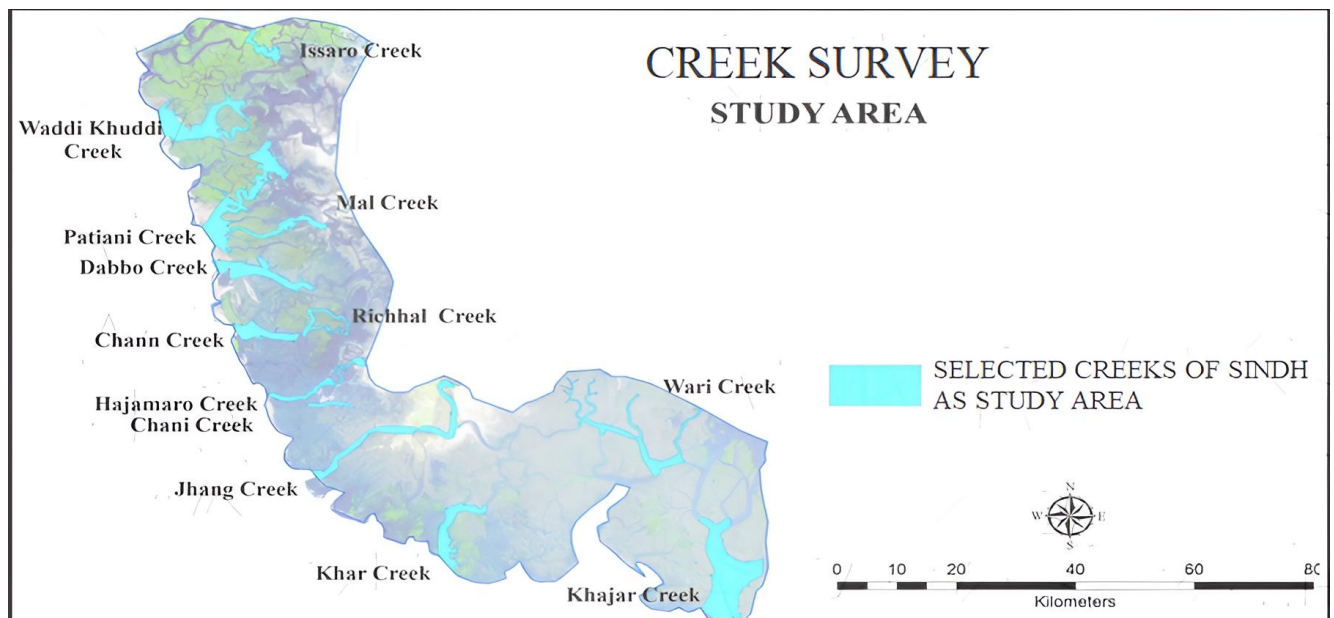 CREEK SURVEY
STUDY AREA
Issaro Creek
Waddi Khuddi
Creek
Mal Creek
Patiani Creek
Dabbo Creek
Richhal Creek
Chann Creek
Wari Creek
Hajamaro Creek
Chani Creek
Jhang Creek
Khar Creek
Khajar Creek
SELECTED CREEKS OF SINDH
AS STUDY AREA
N
W E
S
0 10 20 40 60 80
Kilometers